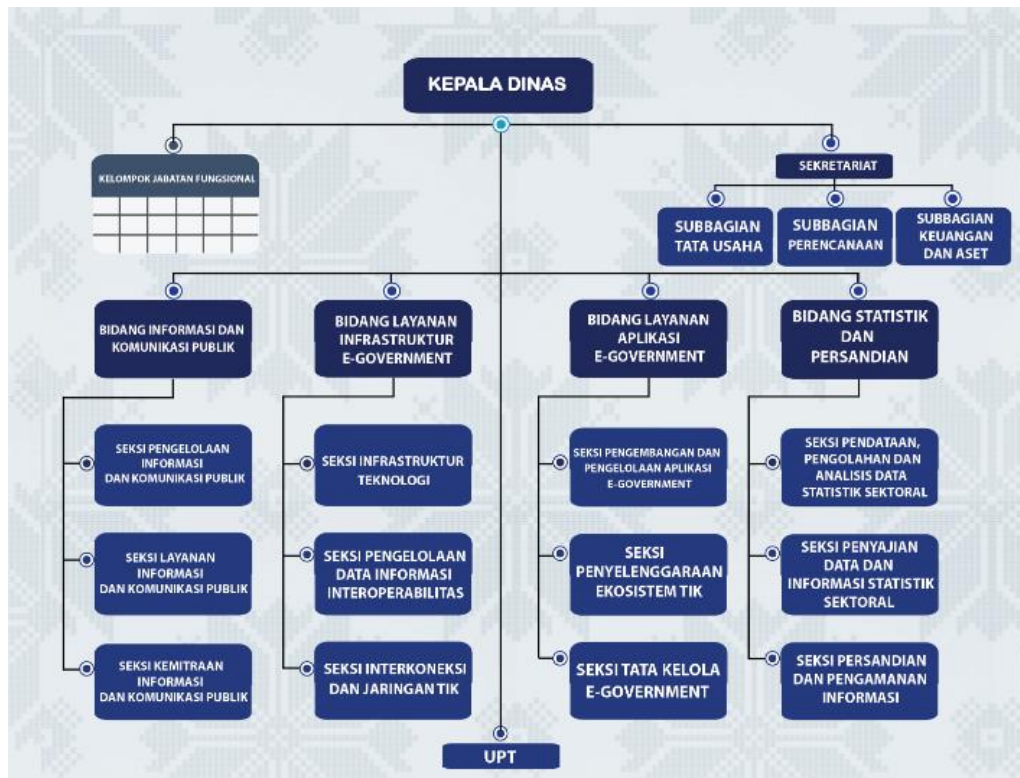 KEPALA DINAS
KELOMPOK JABATAN FUNGSIONAL
SEKRETARIAT
SUBBAGIAN
TATA USAHA
SUBBAGIAN
PERENCANAAN
SUBBAGIAN
KEUANGAN
DAN ASET
BIDANG INFORMASI DAN
KOMUNIKASI PUBLIK
BIDANG LAYANAN
INFRASTRUKTUR
E-GOVERNMENT
BIDANG LAYANAN
APLIKASI
E-GOVERNMENT
BIDANG STATISTIK
DAN
PERSANDIAN
SEKSI PENGELOLAAN
INFORMASI
DAN KOMUNIKASI PUBLIK
SEKSI INFRASTRUKTUR
TEKNOLOGI
SEKSI PENGEMBANGAN DAN
PENGELOLAAN APLIKASI
E-GOVERNMENT
SEKSI PENDATAAN,
PENGOLAHAN DAN
ANALISIS DATA
STATISTIK SEKTORAL
SEKSI LAYANAN
INFORMASI
DAN KOMUNIKASI PUBLIK
SEKSI PENGELOLAAN
DATA INFORMASI
INTEROPERABILITAS
SEKSI
PENYELENGGARAAN
EKOSISTEM TIK
SEKSI PENYAJIAN
DATA DAN
INFORMASI STATISTIK
SEKTORAL
SEKSI KEMITRAAN
INFORMASI
DAN KOMUNIKASI PUBLIK
SEKSI INTERKONEKSI
DAN JARINGAN TIK
SEKSI TATA KELOLA
E-GOVERNMENT
SEKSI PERSANDIAN
DAN PENGAMANAN
INFORMASI
UPT